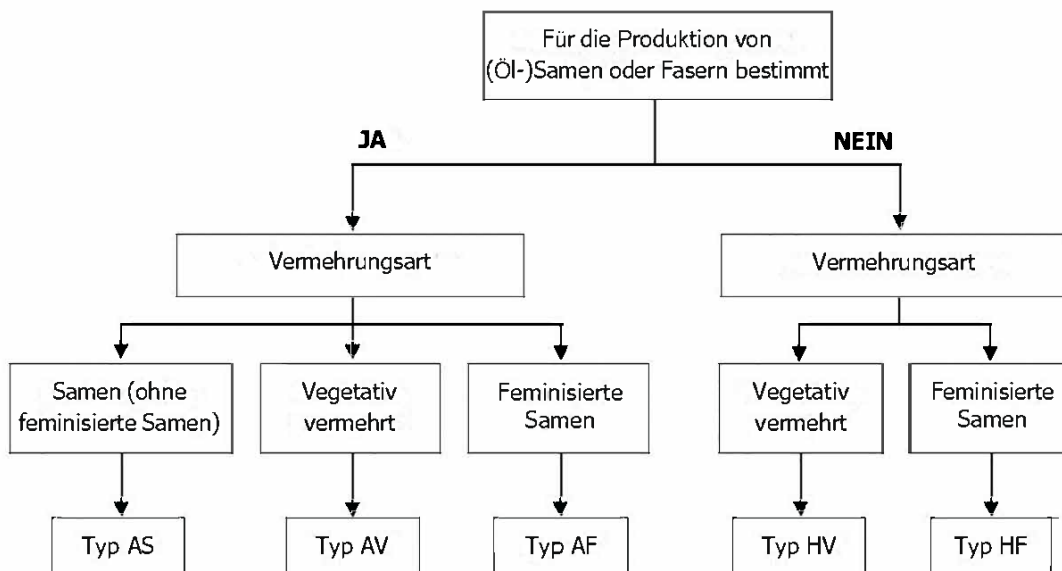 Für die Produktion von
(Öl-)Samen oder Fasern bestimmt
JA
NEIN
Vermehrungsart
Vermehrungsart
Samen (ohne
feminisierte Samen)
Vegetativ
vermehrt
Feminisierte
Samen
Vegetativ
vermehrt
Feminisierte
Samen
Typ AS
Typ AV
Typ AF
Typ HV
Typ HF